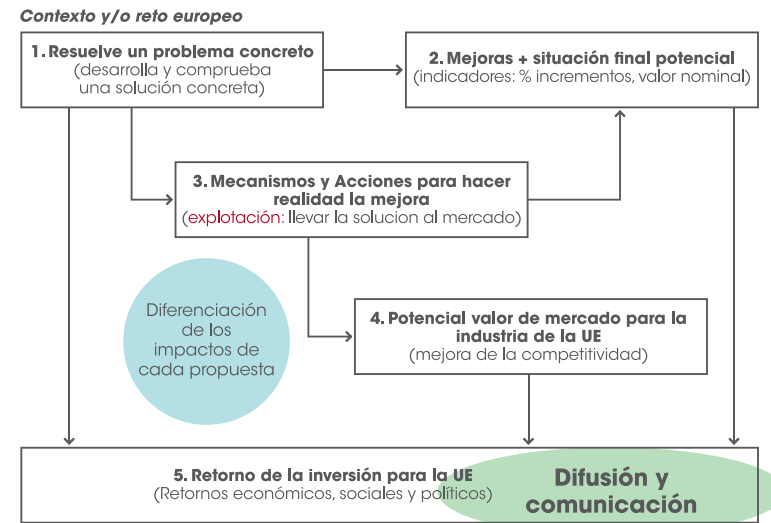 Contexto y/o reto europeo
1. Resuelve un problema concreto
(desarrolla y comprueba
una solución concreta)
2. Mejoras + situación final potencial
(indicadores: % incrementos, valor nominal)
3. Mecanismos y Acciones para hacer
realidad la mejora
(explotación: llevar la solucion al mercado)
Diferenciación
de los
impactos de
cada propuesta
4. Potencial valor de mercado para la
industria de la UE
(mejora de la competitividad)
5. Retorno de la inversión para la UE
(Retornos económicos, sociales y políticos)
Difusión y
comunicación